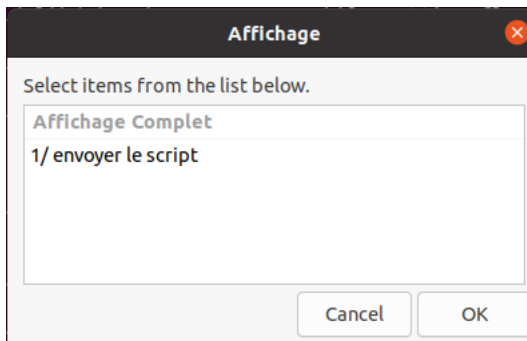 Affichage
Select items from the list below.
Affichage Complet
1/ envoyer le script
Cancel OK